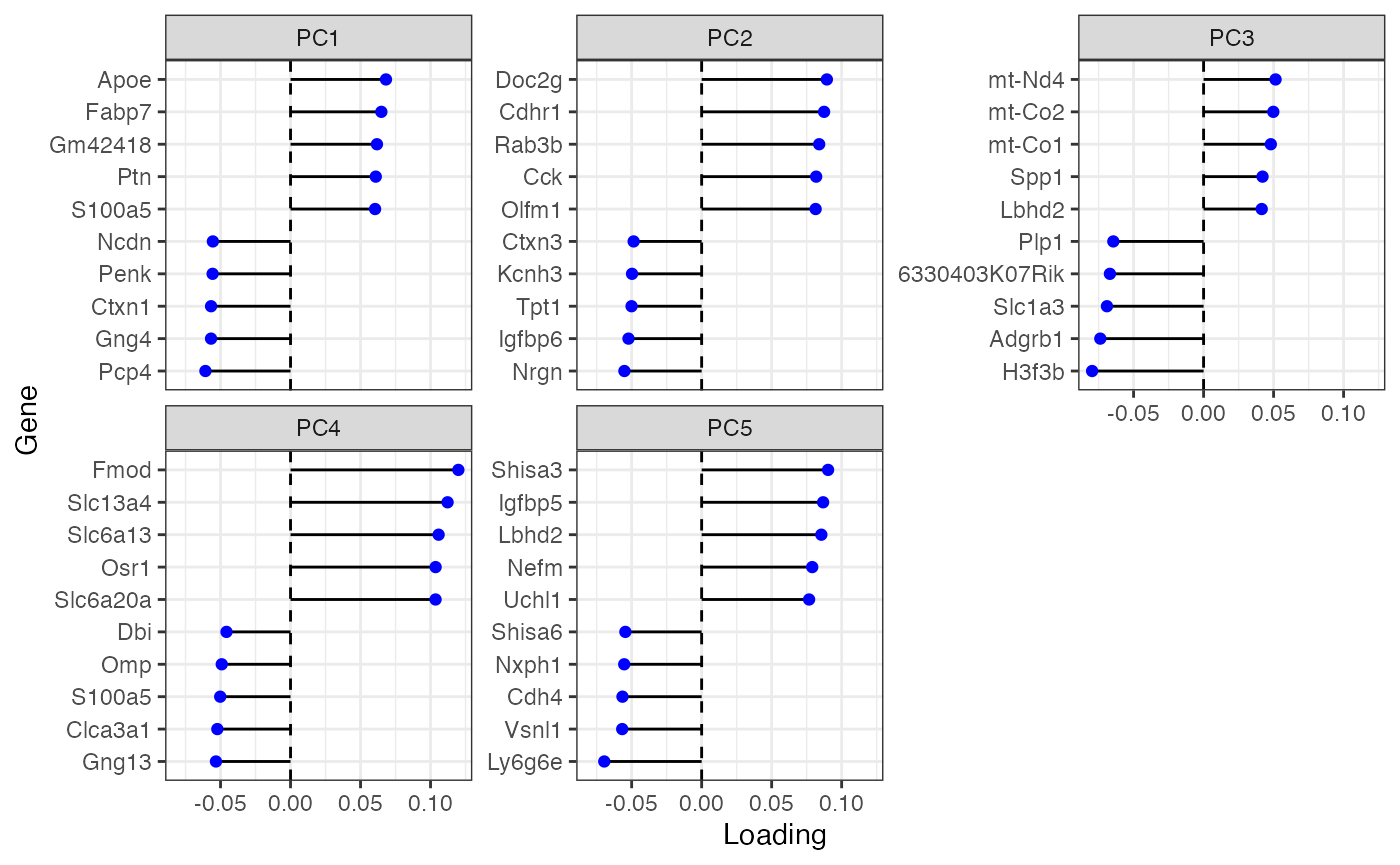 PC1
PC2
PC3
Apoe
Fabp7
Gm42418
Ptn
S100a5
Ncdn
Penk
Ctxn1
Gng4
Pcp4
Doc2g
Cdhr1
Rab3b
Cck
Olfm1
Ctxn3
Kcnh3
Tpt1
Igfbp6
Nrgn
mt-Nd4
mt-Co2
mt-Co1
Spp1
Lbhd2
Plp1
6330403K07Rik
Slc1a3
Adgrb1
H3f3b
-0.05 0.00 0.05 0.10
Gene
PC4
PC5
Fmod
Slc13a4
Slc6a13
Osr1
Slc6a20a
Dbi
Omp
S100a5
Clca3a1
Gng13
-0.05 0.00 0.05 0.10
Shisa3
Igfbp5
Lbhd2
Nefm
Uchl1
Shisa6
Nxph1
Cdh4
Vsnl1
Ly6g6e
-0.05 0.00 0.05 0.10
Loading